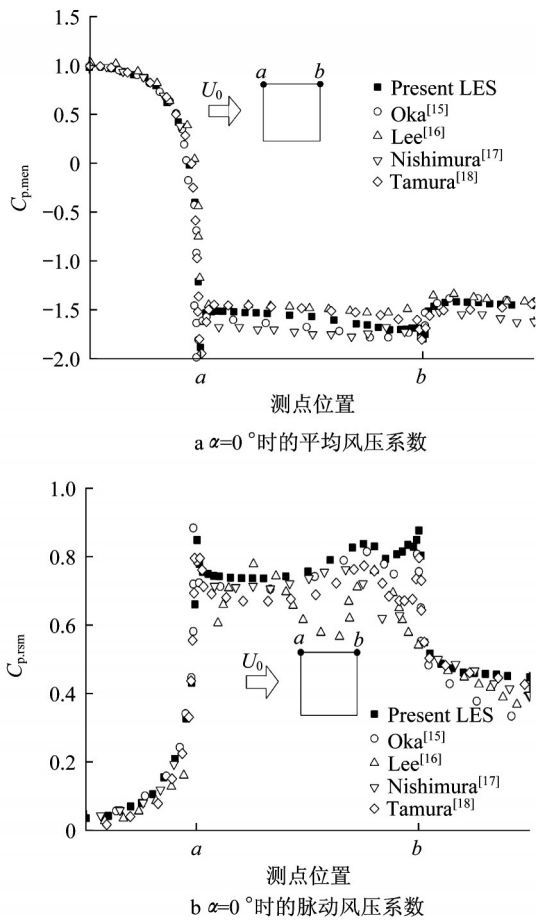 1.0
0.5
0
−0.5
−1.0
−1.5
−2.0
C_p.men
U_0
a b
Present LES
Oka[15]
Lee[16]
Nishimura[17]
Tamura[18]
a b
测点位置
a α=0 °时的平均风压系数
1.0
0.8
0.6
0.4
0.2
0
C_p.rsm
a b
U_0
Present LES
Oka[15]
Lee[16]
Nishimura[17]
Tamura[18]
a b
测点位置
b α=0 °时的脉动风压系数